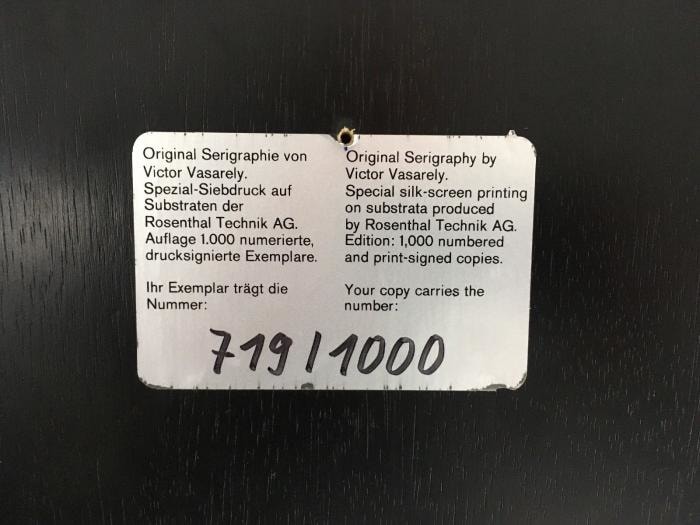 Original Serigraphie von
Victor Vasarely.
Spezial-Siebdruck auf
Substraten der
Rosenthal Technik AG.
Auflage 1.000 numerierte,
drucksignierte Exemplare.
Ihr Exemplar trägt die
Nummer:
Original Serigraphy by
Victor Vasarely.
Special silk-screen printing
on substrata produced
by Rosenthal Technik AG.
Edition: 1,000 numbered
and print-signed copies.
Your copy carries the
number:
719/1000